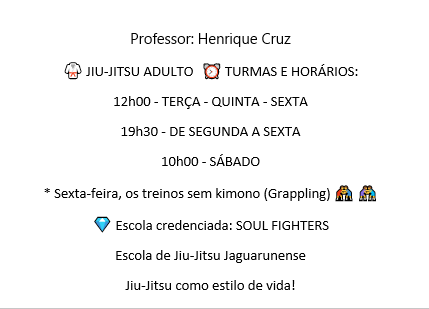 Professor: Henrique Cruz
🥋 JIU-JITSU ADULTO ⏰ TURMAS E HORÁRIOS:
12h00 - TERÇA - QUINTA - SEXTA
19h30 - DE SEGUNDA A SEXTA
10h00 - SÁBADO
* Sexta-feira, os treinos sem kimono (Grappling) 🤼‍♂️ 🤼‍♀️
💎 Escola credenciada: SOUL FIGHTERS
Escola de Jiu-Jitsu Jaguarunense
Jiu-Jitsu como estilo de vida!